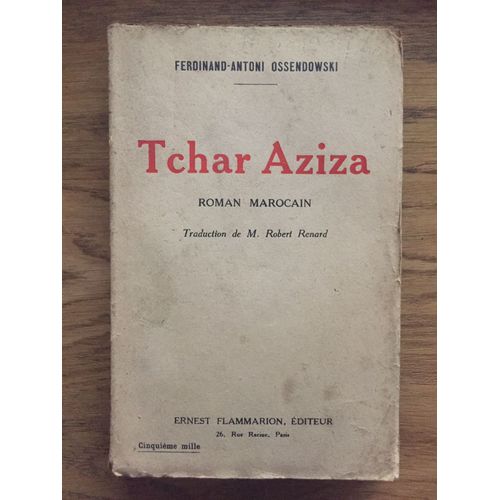 FERDINAND-ANTONI OSSENDOWSKI
Tchar Aziza
ROMAN MAROCAIN
Traduction de M. Robert Renard
ERNEST FLAMMARION, ÉDITEUR
26, Rue Racine, Paris
Cinquième mille